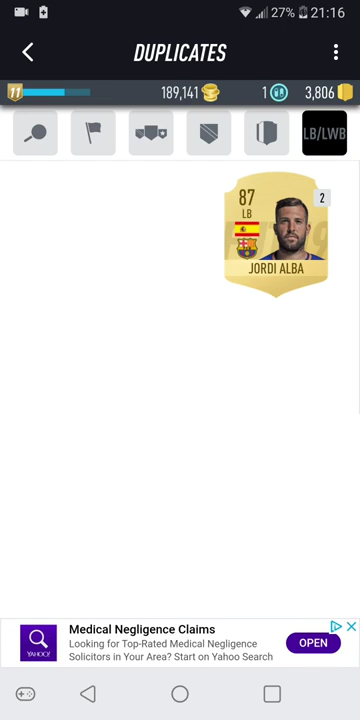 27% 21:16
DUPLICATES
11 189,141 1 3,806
LB/LWB
87
LB
2
JORDI ALBA
Medical Negligence Claims
Looking for Top-Rated Medical Negligence
Solicitors in Your Area? Start on Yahoo Search
OPEN
YAHOO!